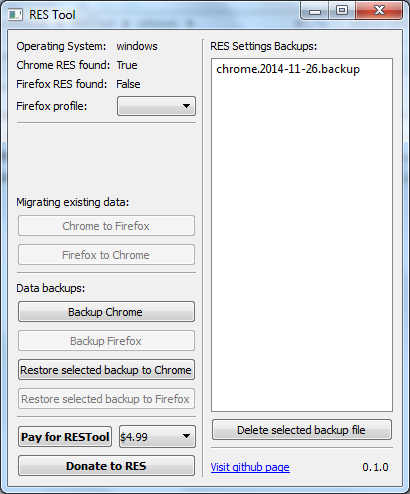 RES Tool
Operating System: windows
Chrome RES found: True
Firefox RES found: False
Firefox profile:
Migrating existing data:
Chrome to Firefox
Firefox to Chrome
Data backups:
Backup Chrome
Backup Firefox
Restore selected backup to Chrome
Restore selected backup to Firefox
Pay for RESTool $4.99
Donate to RES
RES Settings Backups:
chrome.2014-11-26.backup
Delete selected backup file
Visit github page 0.1.0